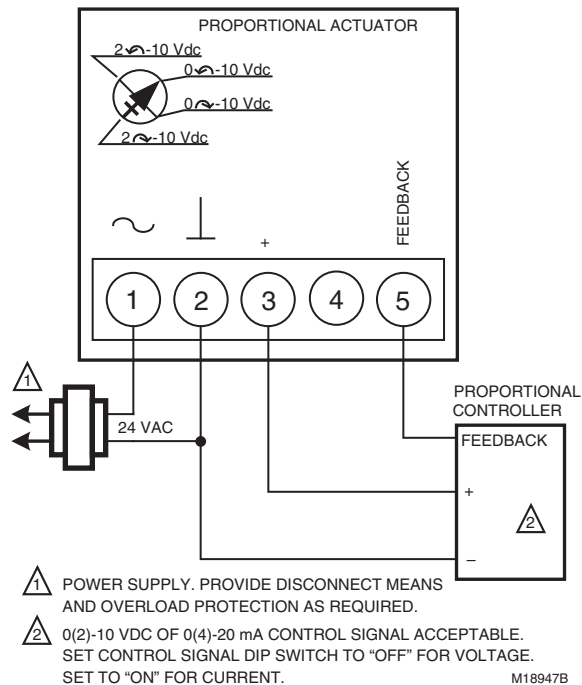 PROPORTIONAL ACTUATOR
2-10 Vdc
0-10 Vdc
0-10 Vdc
2-10 Vdc
FEEDBACK
+
1 2 3 4 5
1
24 VAC
PROPORTIONAL
CONTROLLER
FEEDBACK
+
2
–
1 POWER SUPPLY. PROVIDE DISCONNECT MEANS
AND OVERLOAD PROTECTION AS REQUIRED.
2 0(2)-10 VDC OF 0(4)-20 mA CONTROL SIGNAL ACCEPTABLE.
SET CONTROL SIGNAL DIP SWITCH TO “OFF” FOR VOLTAGE.
SET TO “ON” FOR CURRENT.
M18947B